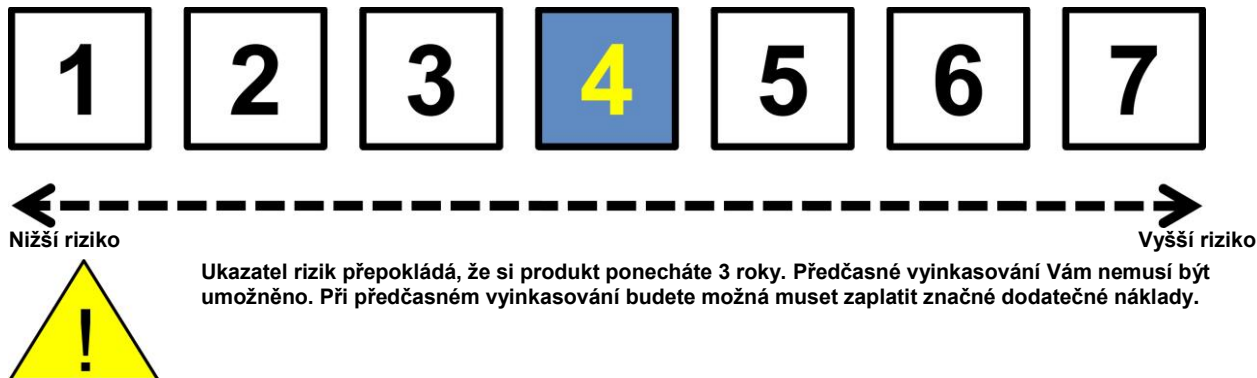 1 2 3 4 5 6 7
Nižší riziko Vyšší riziko
Ukazatel rizik přepokládá, že si produkt ponecháte 3 roky. Předčasné vyinkasování Vám nemusí být
umožněno. Při předčasném vyinkasování budete možná muset zaplatit značné dodatečné náklady.
!